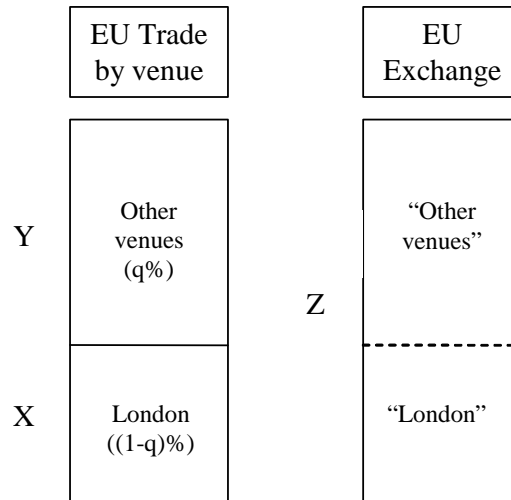 EU Trade
by venue
EU
Exchange
Y
Other
venues
(q%)
X
London
((1-q)%)
Z
“Other
venues”
“London”